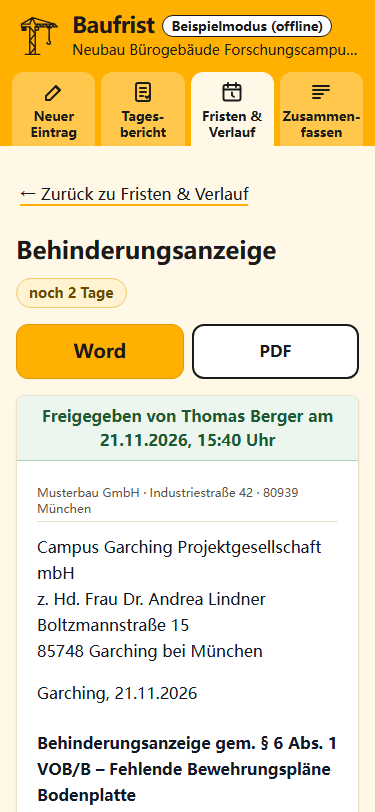 Baufrist
Beispielmodus (offline)
Neubau Bürogebäude Forschungscampu...
Neuer
Eintrag
Tages-
bericht
Fristen &
Verlauf
Zusammen-
fassen
← Zurück zu Fristen & Verlauf
Behinderungsanzeige
noch 2 Tage
Word
PDF
Freigegeben von Thomas Berger am
21.11.2026, 15:40 Uhr
Musterbau GmbH · Industriestraße 42 · 80939
München
Campus Garching Projektgesellschaft
mbH
z. Hd. Frau Dr. Andrea Lindner
Boltzmannstraße 15
85748 Garching bei München
Garching, 21.11.2026
Behinderungsanzeige gem. § 6 Abs. 1
VOB/B – Fehlende Bewehrungspläne
Bodenplatte